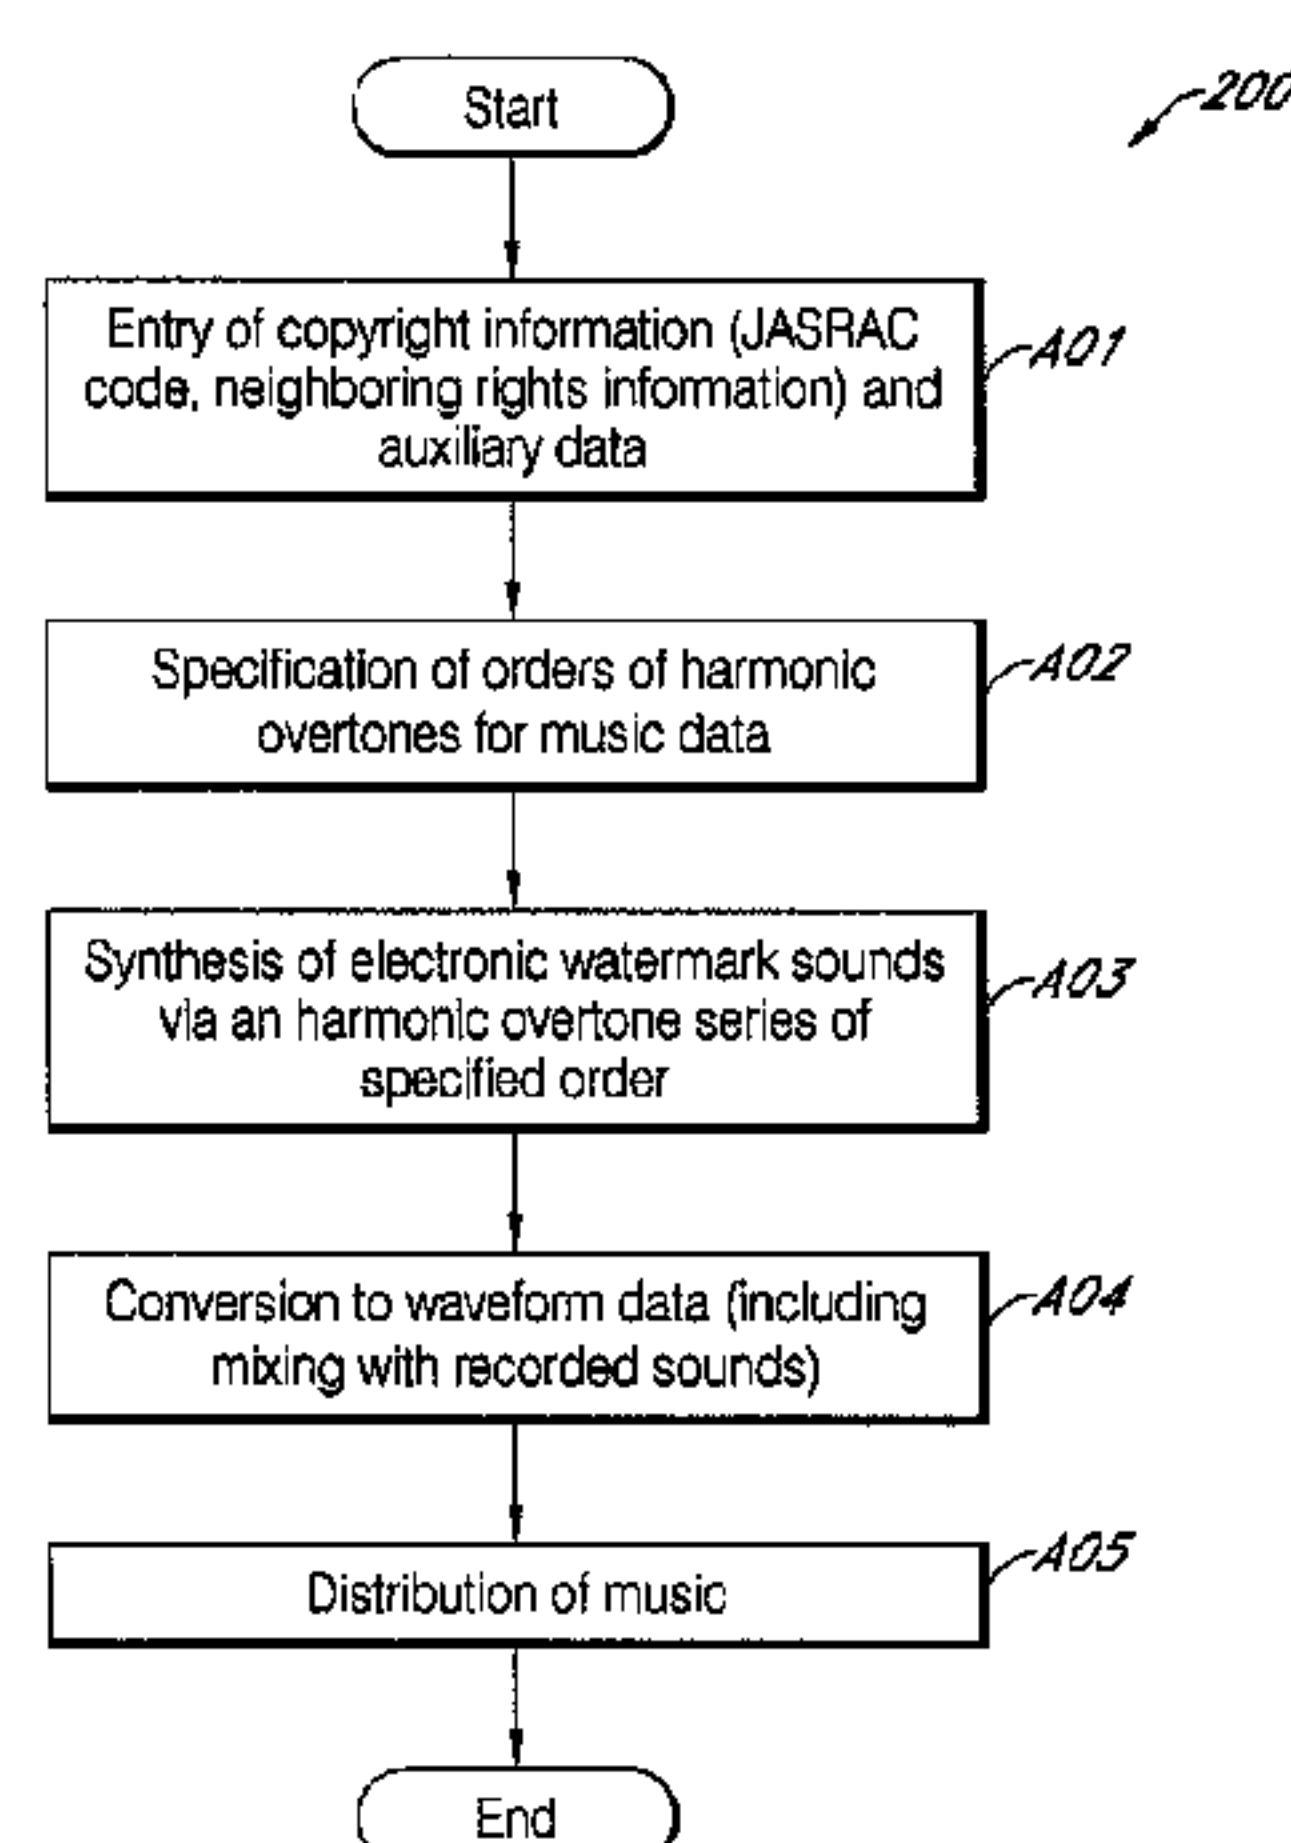 Start
200
Entry of copyright information (JASRAC
code, neighboring rights information) and
auxiliary data
A01
Specification of orders of harmonic
overtones for music data
A02
Synthesis of electronic watermark sounds
via an harmonic overtone series of
specified order
A03
Conversion to waveform data (including
mixing with recorded sounds)
A04
Distribution of music
A05
End